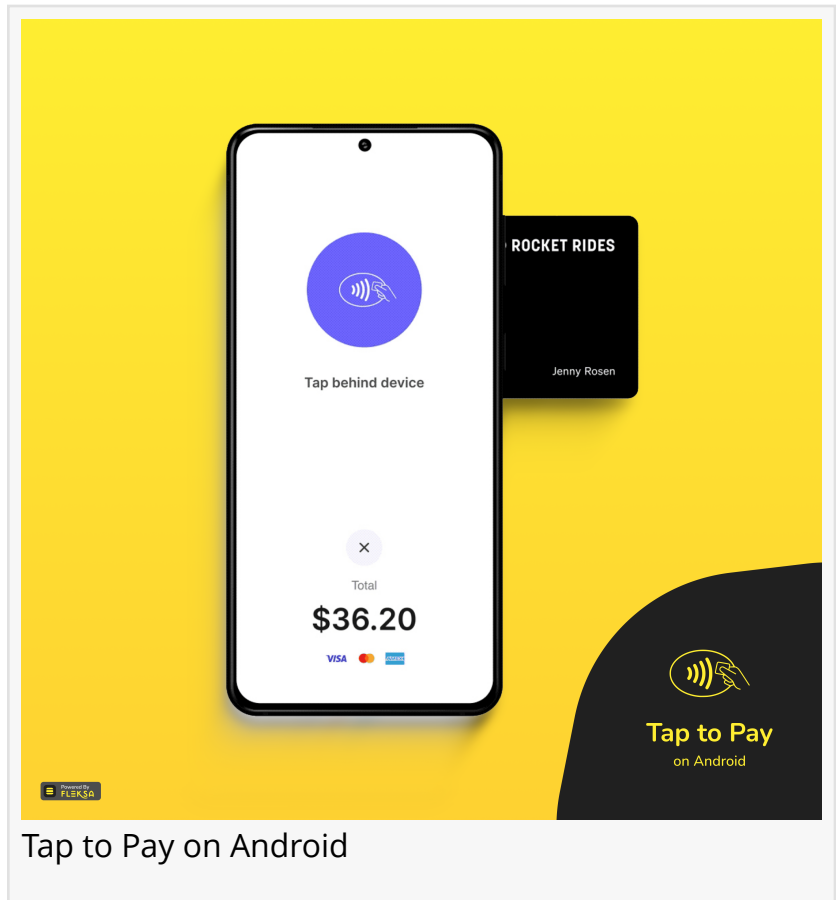 ROCKET RIDES
Jenny Rosen
Tap behind device
Total
$36.20
VISA
Tap to Pay
on Android
Powered By
FLEKSA
Tap to Pay on Android